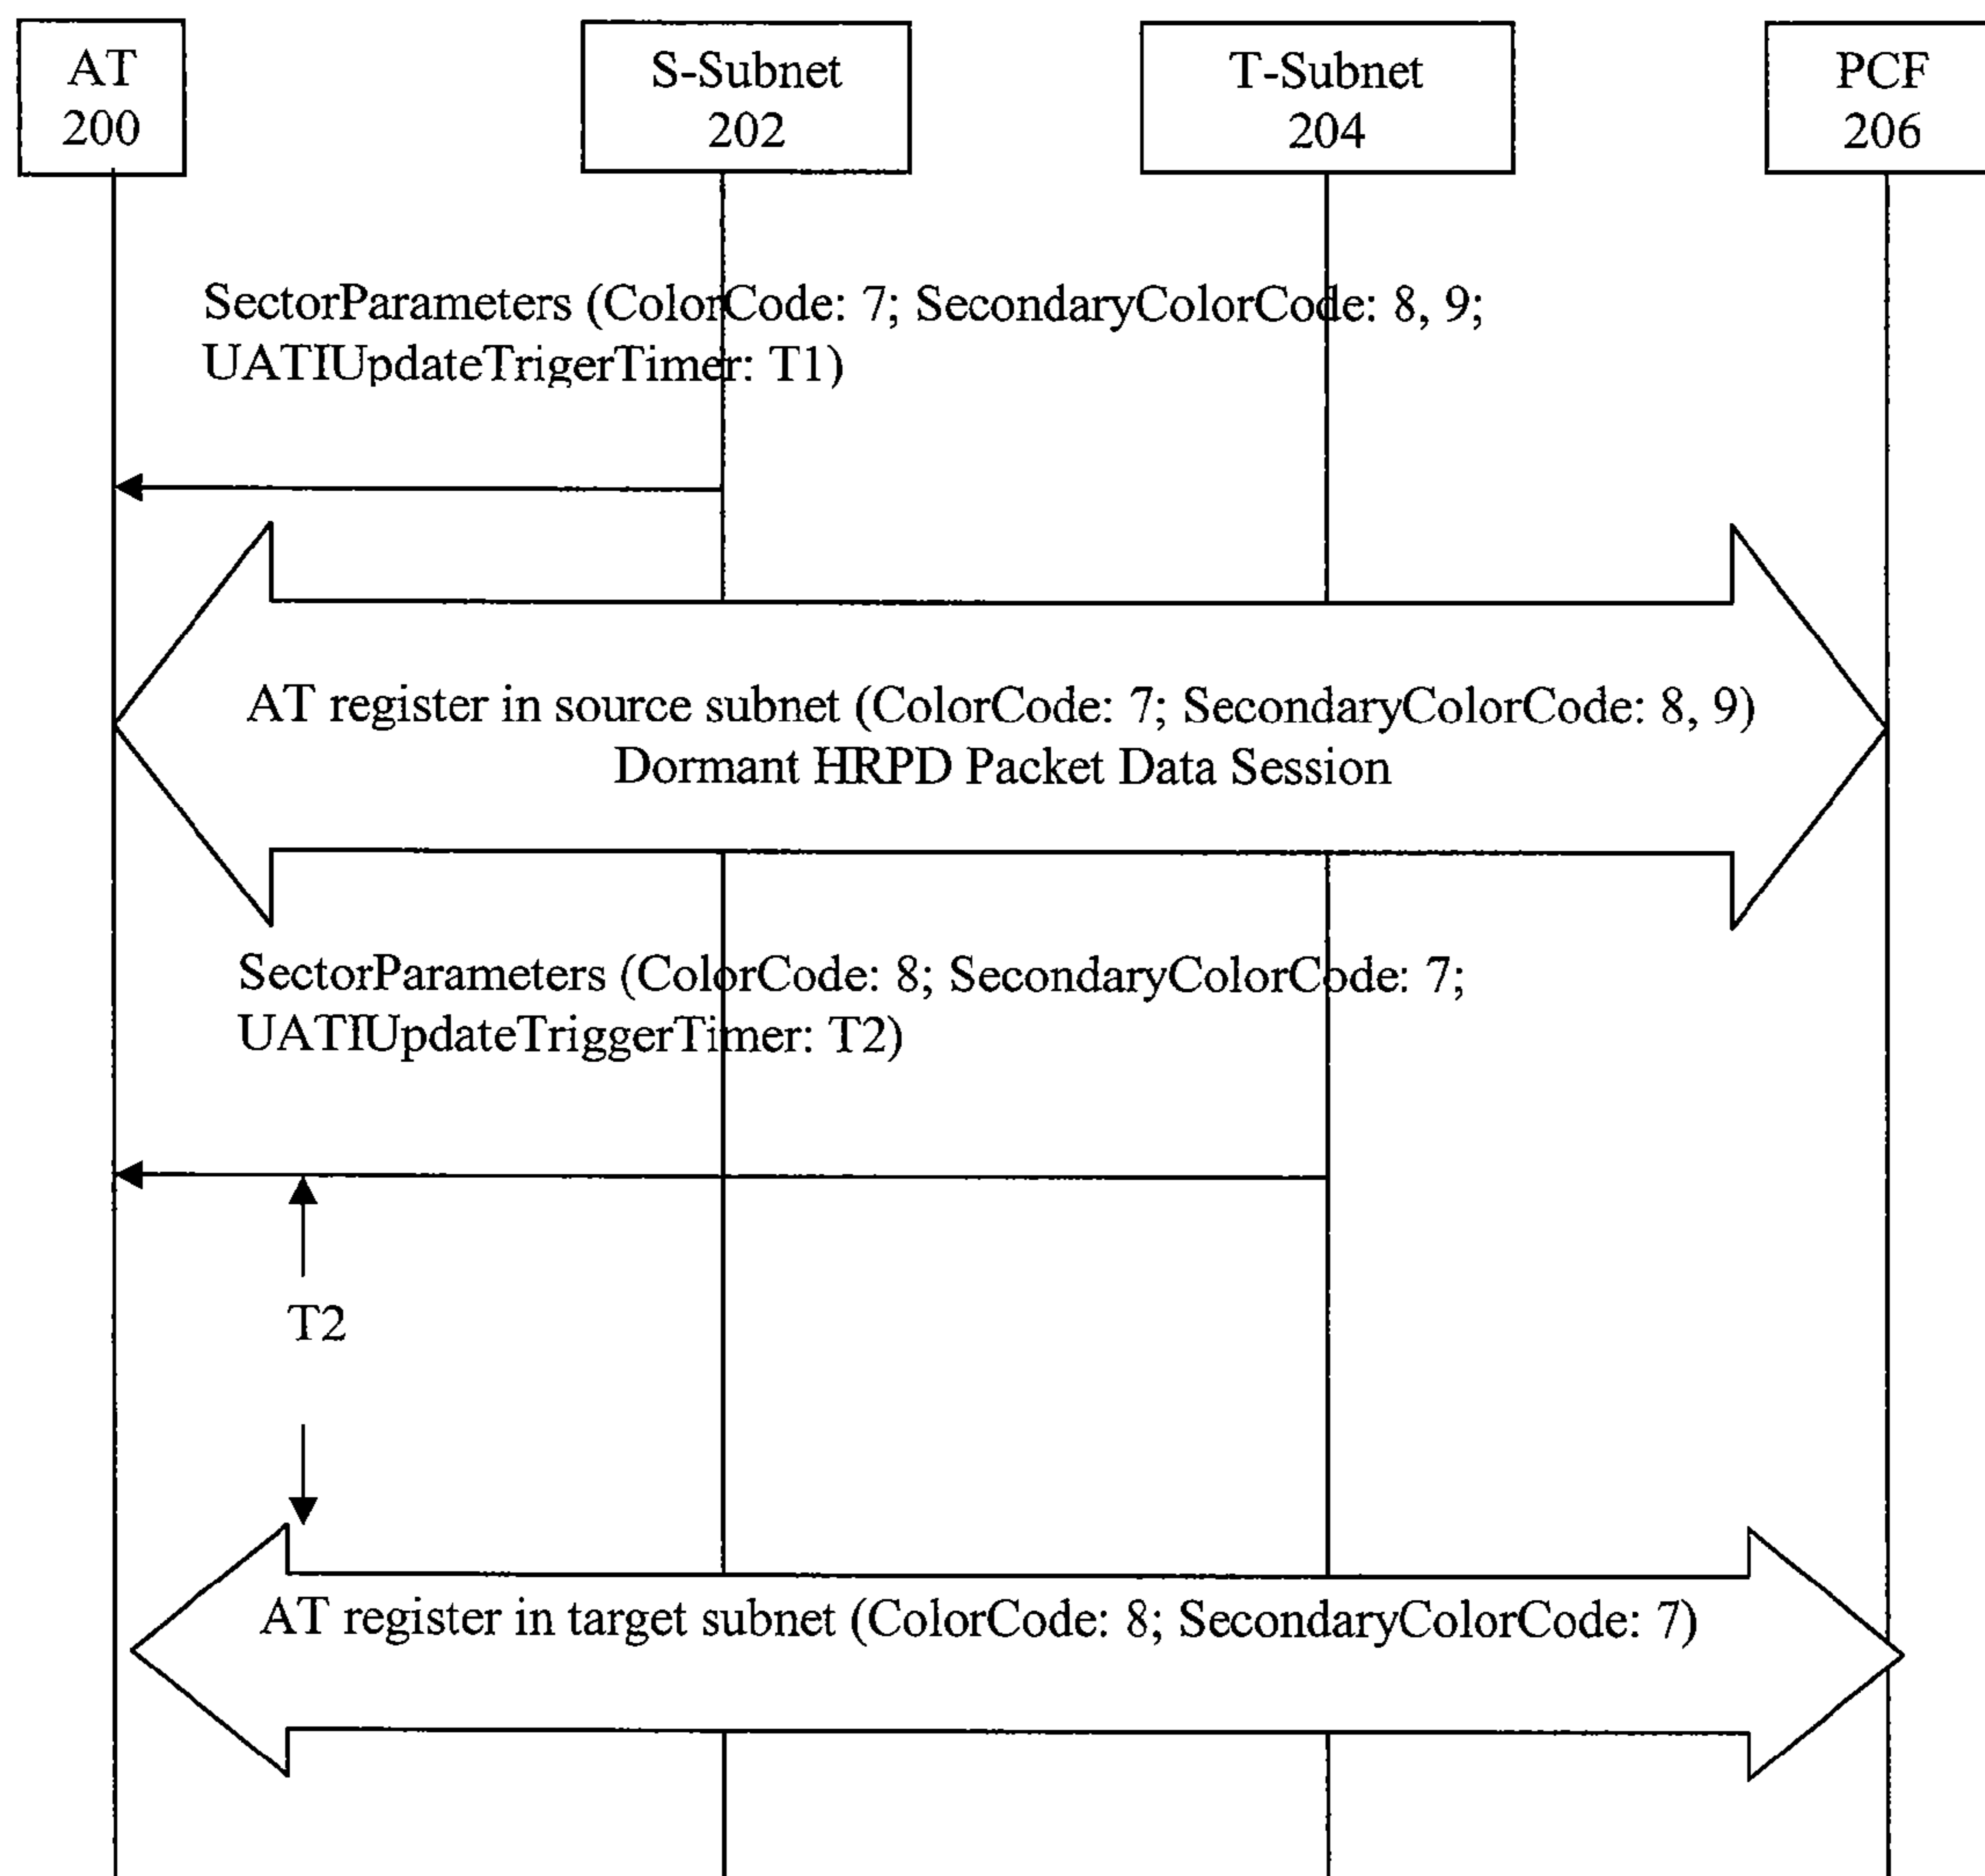 AT
200
S-Subnet
202
T-Subnet
204
PCF
206
SectorParameters (ColorCode: 7; SecondaryColorCode: 8, 9;
UATIUpdateTrigerTimer: T1)
AT register in source subnet (ColorCode: 7; SecondaryColorCode: 8, 9)
Dormant HRPD Packet Data Session
SectorParameters (ColorCode: 8; SecondaryColorCode: 7;
UATIUpdateTriggerTimer: T2)
T2
AT register in target subnet (ColorCode: 8; SecondaryColorCode: 7)